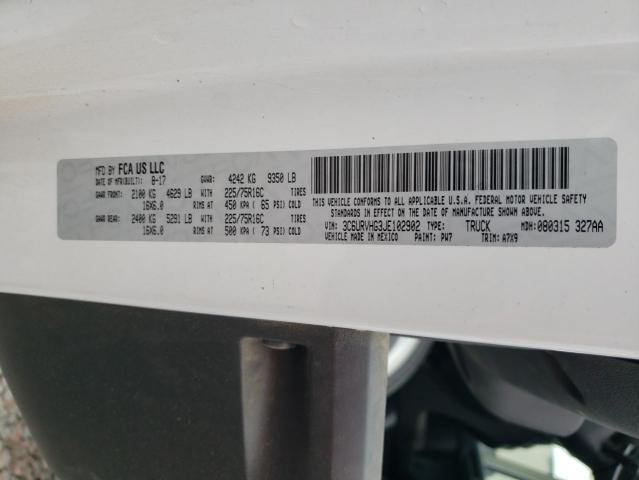 MFD BY FCA US LLC
DATE OF MFR(BUILT): 8-17 GVWR: 4242 KG 9350 LB
GAWR FRONT: 2100 KG 4629 LB WITH 225/75R16C TIRES
16X6.0 RIMS AT 450 KPA( 65 PSI) COLD
GAWR REAR: 2400 KG 5291 LB WITH 225/75R16C TIRES
16X6.0 RIMS AT 500 KPA( 73 PSI) COLD
THIS VEHICLE CONFORMS TO ALL APPLICABLE U.S.A. FEDERAL MOTOR VEHICLE SAFETY
STANDARDS IN EFFECT ON THE DATE OF MANUFACTURE SHOWN ABOVE.
VIN: 3C6URVHG3JE102902 TYPE: TRUCK MDH: 080315 327AA
VEHICLE MADE IN MEXICO PAINT: PW7 TRIM: A7X9